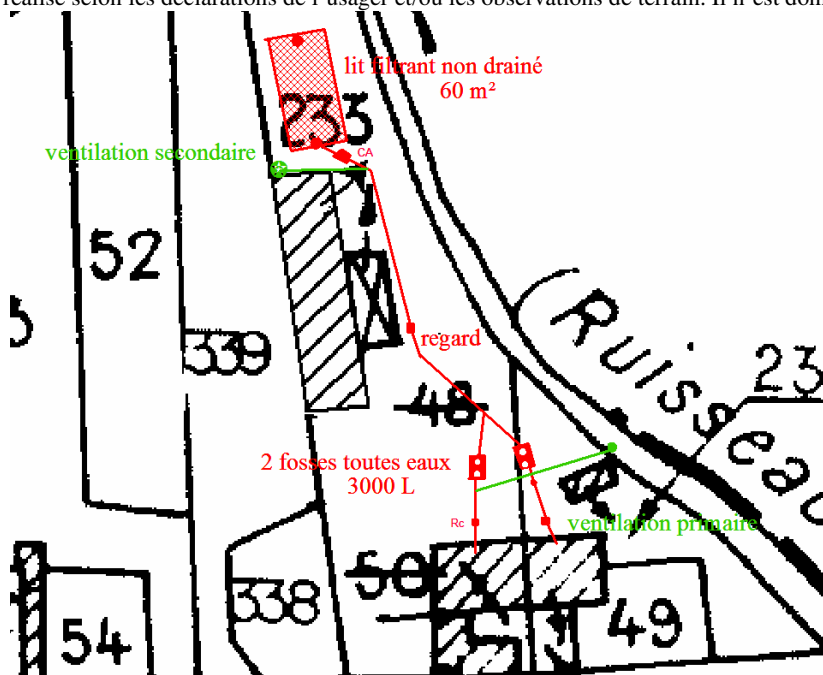 réalisé selon les déclarations de l'usager et/ou les observations de terrain. Il n'est don
lit filtrant non drainé
60 m²
233
CA
ventilation secondaire
52
339
regard
(Ruisseau
23
48
2 fosses toutes eaux
3000 L
Rc
ventilation primaire
50
338
54
49